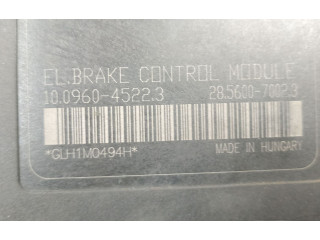 EL.BRAKE CONTROL MODULE
10.0960-4522.3 28.5600-7002.3
*GLH1M0494H* MADE IN HUNGARY